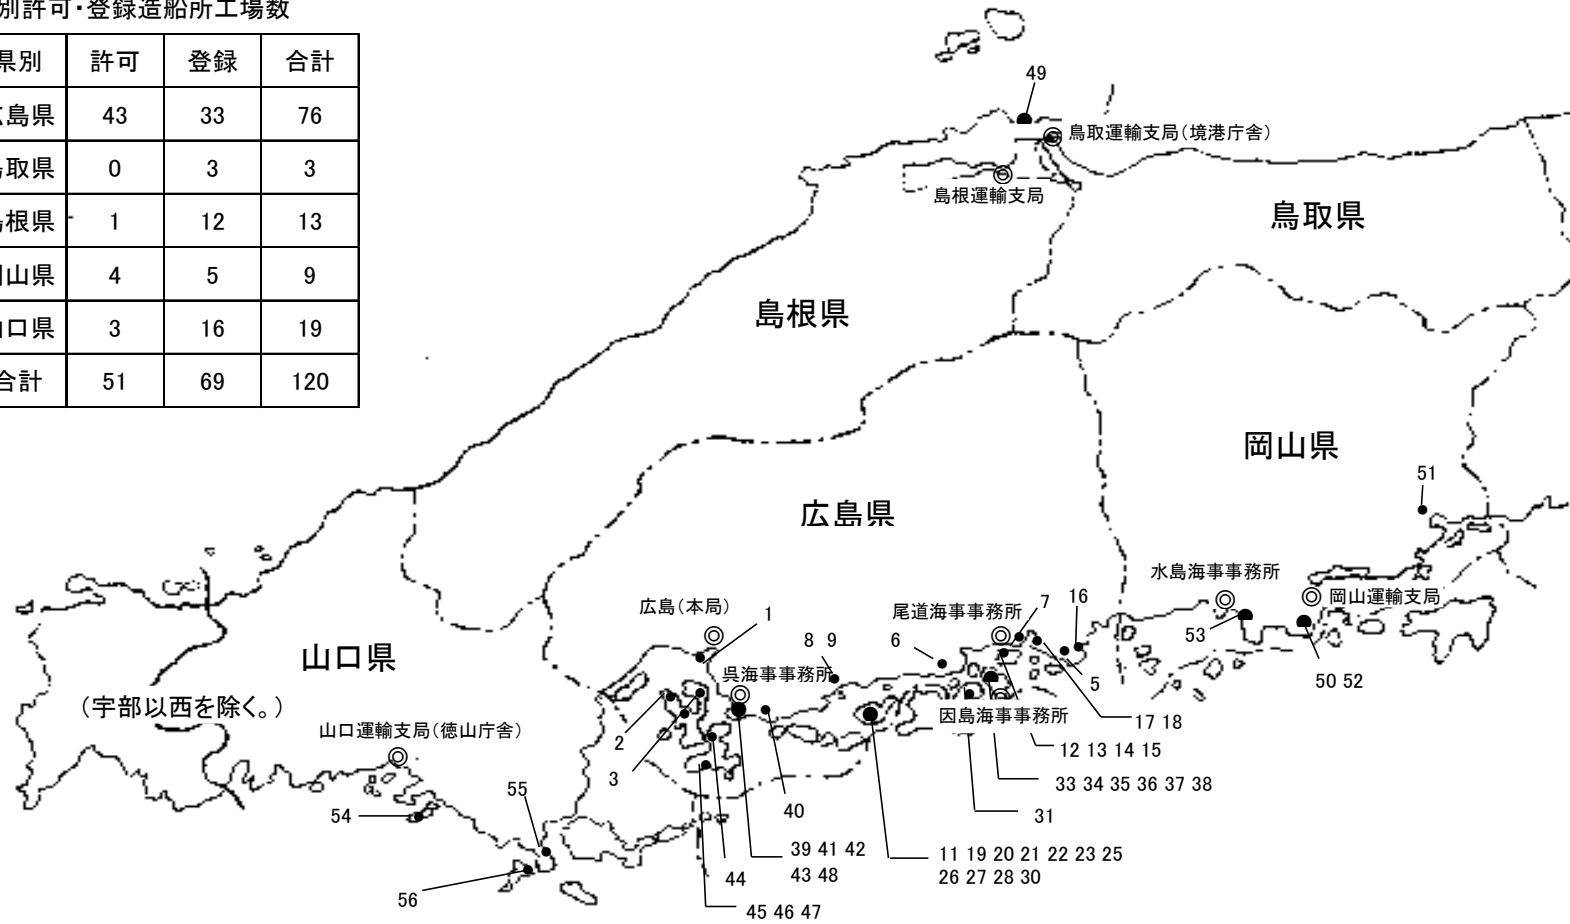 別許可・登録造船所工場数
県別 許可 登録 合計
広島県 43 33 76
鳥取県 0 3 3
島根県 1 12 13
岡山県 4 5 9
山口県 3 16 19
合計 51 69 120
49
鳥取運輸支局(境港庁舎)
島根運輸支局
鳥取県
島根県
岡山県
51
広島県
水島海事事務所
岡山運輸支局
53
50 52
広島(本局)
1
8 9
6
尾道海事事務所
7
16
5
呉海事事務所
因島海事事務所
17 18
12 13 14 15
33 34 35 36 37 38
31
山口県
(宇部以西を除く。)
山口運輸支局(徳山庁舎)
2
3
40
54
55
56
39 41 42
43 48
44
45 46 47
11 19 20 21 22 23 25
26 27 28 30